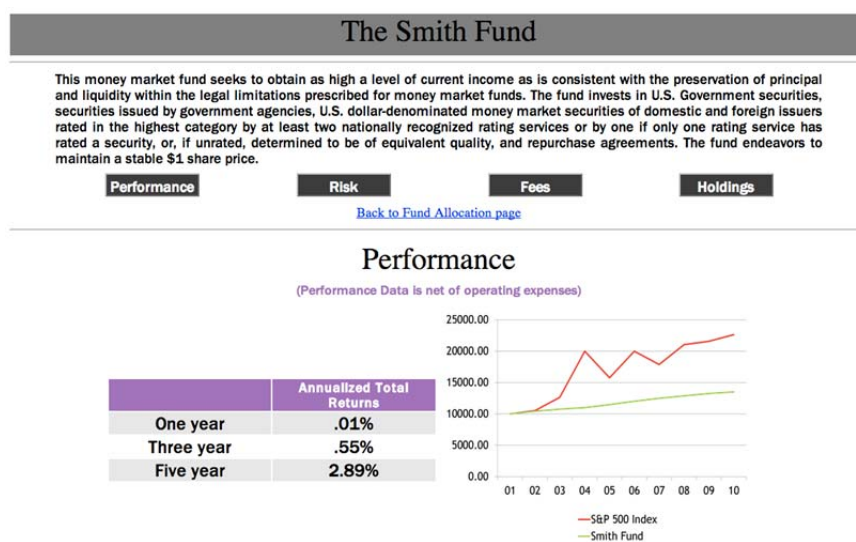 The Smith Fund
This money market fund seeks to obtain as high a level of current income as is consistent with the preservation of principal
and liquidity within the legal limitations prescribed for money market funds. The fund invests in U.S. Government securities,
securities issued by government agencies, U.S. dollar-denominated money market securities of domestic and foreign issuers
rated in the highest category by at least two nationally recognized rating services or by one if only one rating service has
rated a security, or, if unrated, determined to be of equivalent quality, and repurchase agreements. The fund endeavors to
maintain a stable $1 share price.
Performance Risk Fees Holdings
Back to Fund Allocation page
Performance
(Performance Data is net of operating expenses)
Annualized Total
Returns
One year .01%
Three year .55%
Five year 2.89%
25000.00
20000.00
15000.00
10000.00
5000.00
0.00
01 02 03 04 05 06 07 08 09 10
S&P 500 Index
Smith Fund